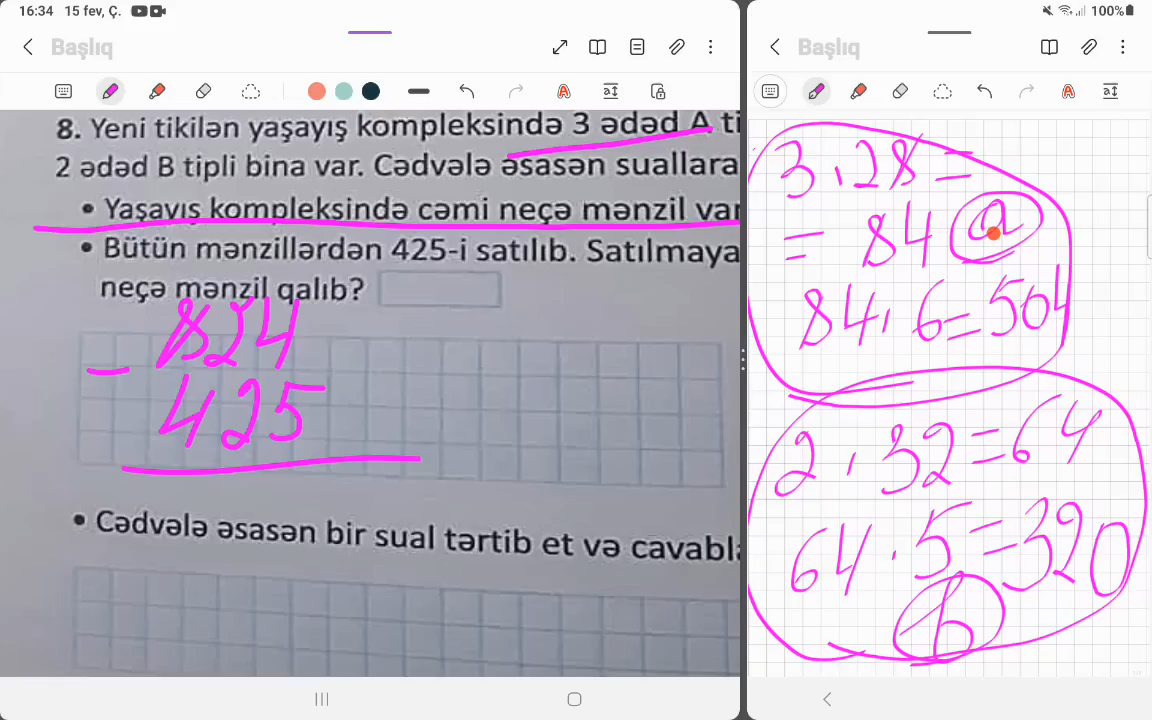 16:34 15 fev, Ç.
100%
Başlıq
Başlıq
8. Yeni tikilən yaşayış kompleksində 3 ədəd A ti
2 ədəd B tipli bina var. Cədvələ əsasən suallara
• Yaşayış kompleksində cəmi neçə mənzil var
• Bütün mənzillərdən 425-i satılıb. Satılmaya
neçə mənzil qalıb?
824
− 425
• Cədvələ əsasən bir sual tərtib et və cavabla
3 . 28 =
= 84 a
84 . 6 = 504
2 . 32 = 64
64 . 5 = 320
b